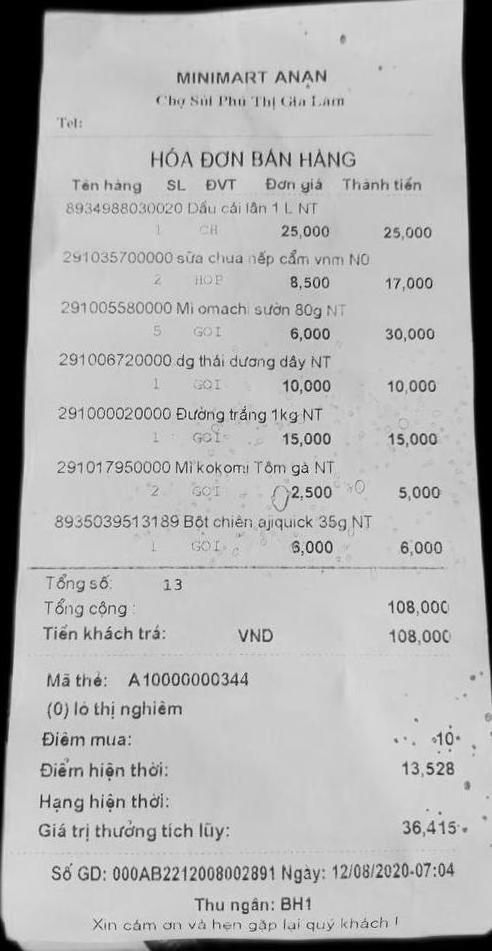 MINIMART ANAN
Chợ Sủi Phú Thị Gia Lâm
Tel:
HÓA ĐƠN BÁN HÀNG
Tên hàng SL ĐVT Đơn giá Thành tiền
8934988030020 Dầu cái lân 1 L NT
1 CH 25,000 25,000
291035700000 sữa chua nếp cẩm vnm N0
2 HOP 8,500 17,000
291005580000 Mì omachi sườn 80g NT
5 GOI 6,000 30,000
291006720000 dg thái dương dây NT
1 GOI 10,000 10,000
291000020000 Đường trắng 1kg NT
1 GOI 15,000 15,000
291017950000 Mì kokomi Tôm gà NT
2 GOI 2,500 5,000
8935039513189 Bột chiên ajiquick 35g NT
1 GOI 6,000 6,000
Tổng số: 13
Tổng cộng : 108,000
Tiền khách trả: VND 108,000
Mã thẻ: A10000000344
(0) lò thị nghiêm
Điểm mua: 10
Điểm hiện thời: 13,528
Hạng hiện thời:
Giá trị thưởng tích lũy: 36,415
Số GD: 000AB2212008002891 Ngày: 12/08/2020-07:04
Thu ngân: BH1
Xin cảm ơn và hẹn gặp lại quý khách !